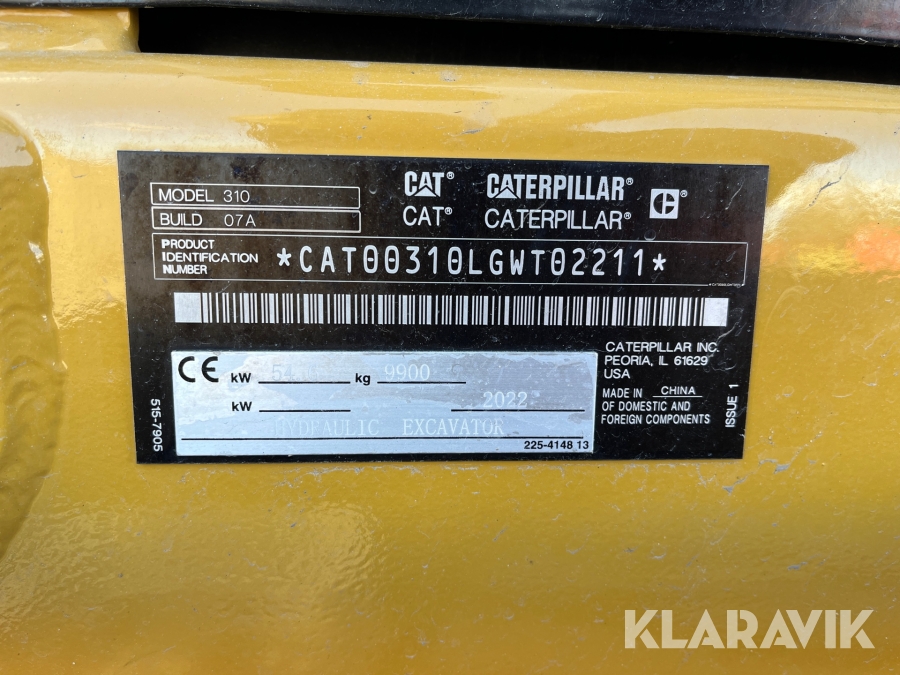 MODEL 310
BUILD 07A
CAT® CATERPILLAR®
CAT® CATERPILLAR®
PRODUCT
IDENTIFICATION
NUMBER
*CAT00310LGWT02211*
CE
kW kg 9900
kW 2022
HYDRAULIC EXCAVATOR
225-4148 13
515-7905
CATERPILLAR INC.
PEORIA, IL 61629
USA
MADE IN CHINA
OF DOMESTIC AND
FOREIGN COMPONENTS
ISSUE 1
KLARAVIK